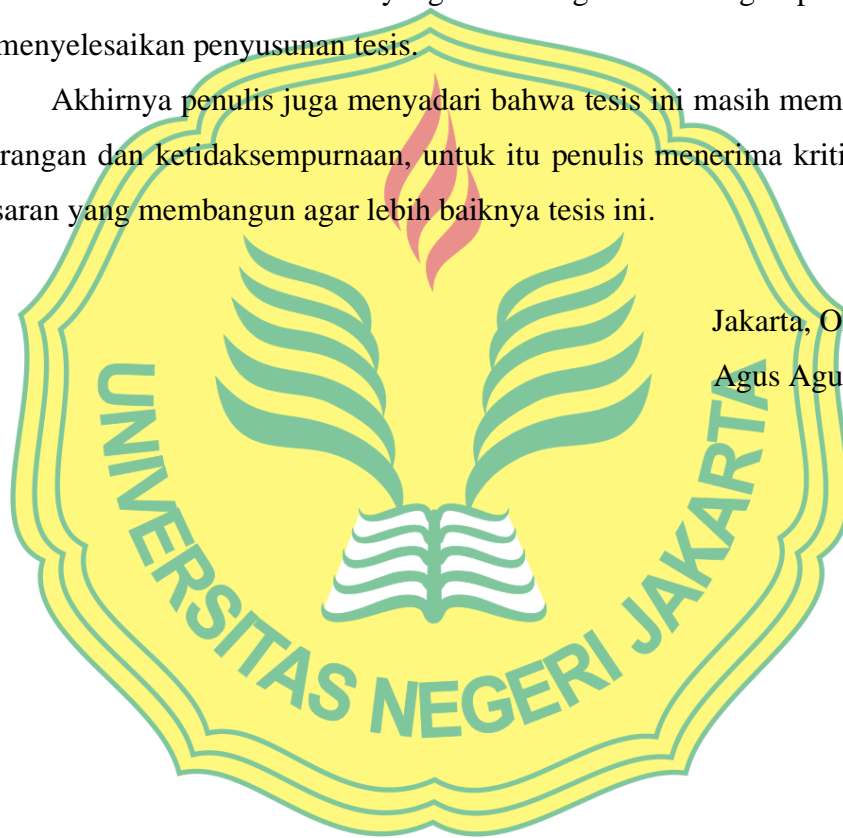 menyelesaikan penyusunan tesis.
Akhirnya penulis juga menyadari bahwa tesis ini masih mem
rangan dan ketidaksempurnaan, untuk itu penulis menerima kriti
saran yang membangun agar lebih baiknya tesis ini.
Jakarta, O
Agus Agu
UNIVERSITAS NEGERI JAKARTA